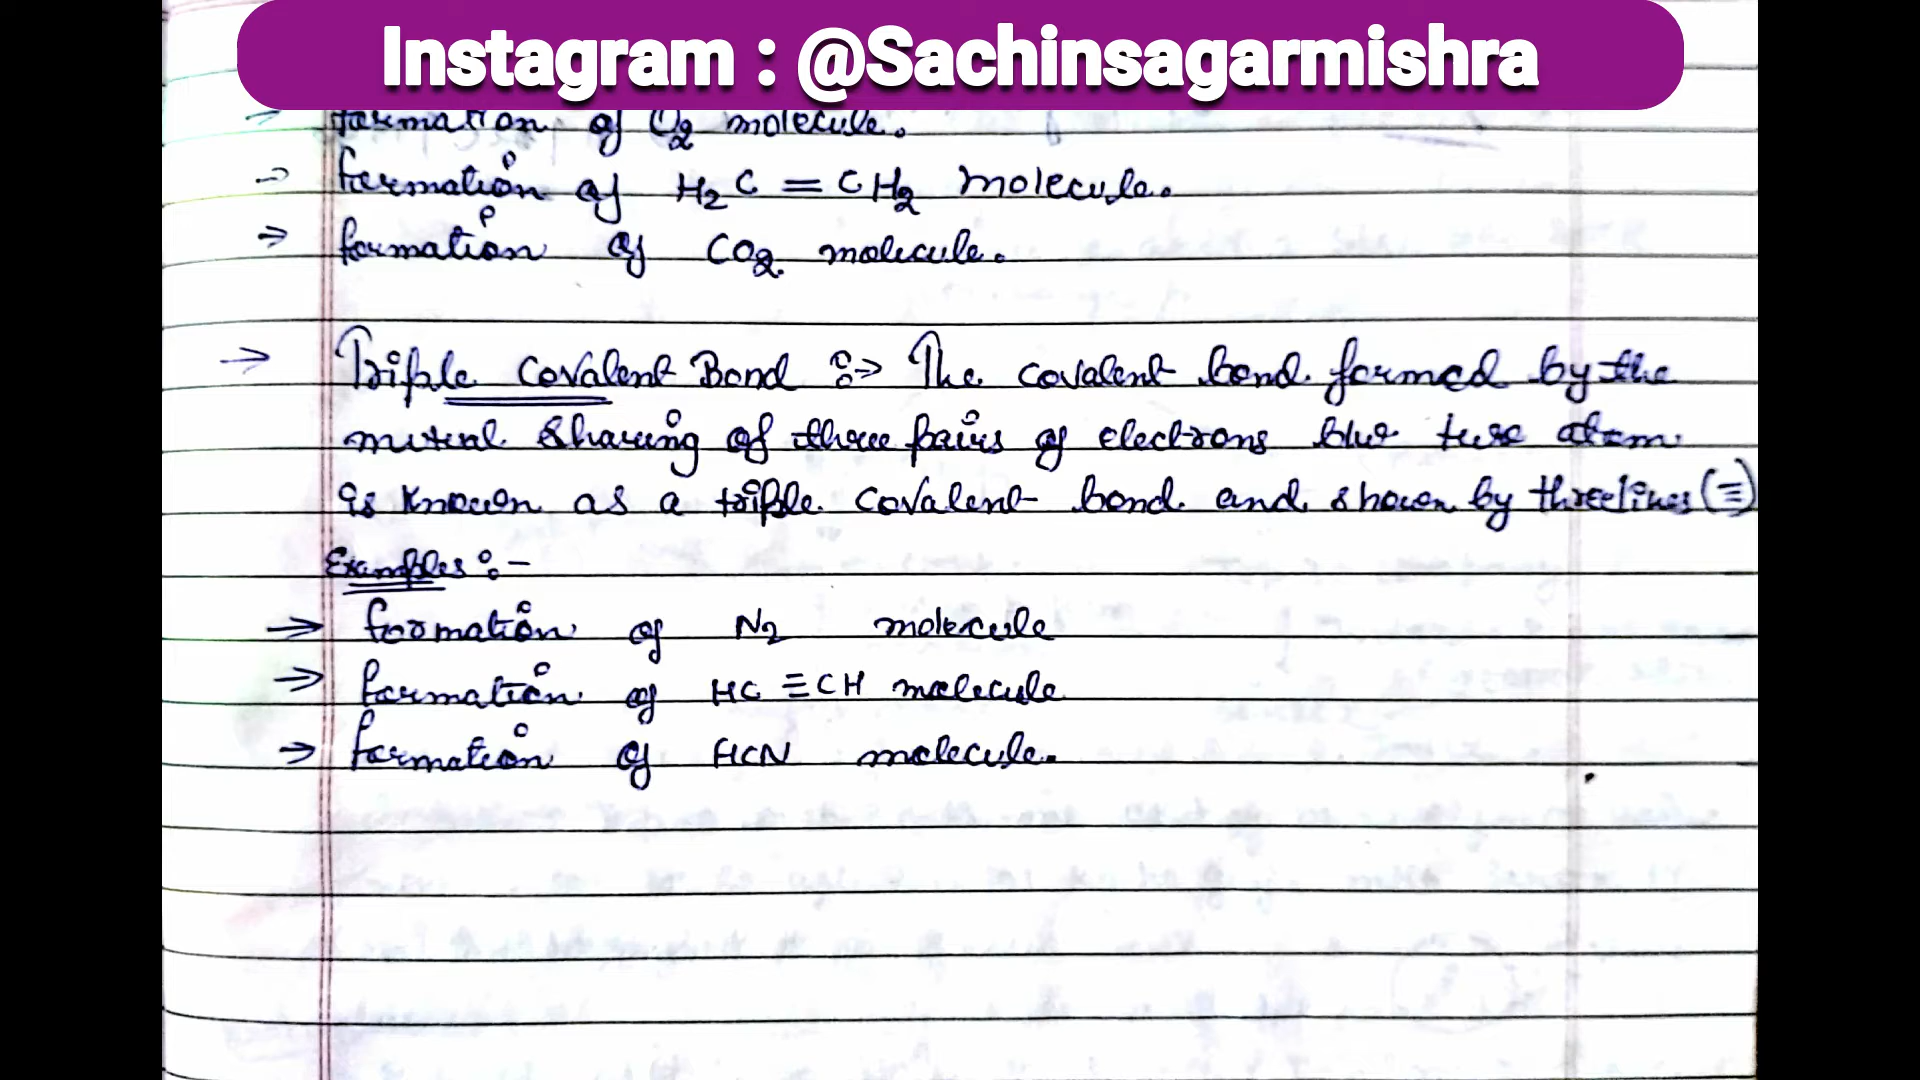 Instagram : @Sachinsagarmishra
formation of O2 molecule.
→ formation of H2C = CH2 molecule.
→ formation of CO2 molecule.
→ Triple Covalent Bond :→ The covalent bond formed by the
mutual sharing of three pairs of electrons b/w two atom
is known as a triple covalent bond and shown by three lines (≡)
Examples :-
→ formation of N2 molecule
→ formation of HC ≡ CH molecule
→ formation of HCN molecule.